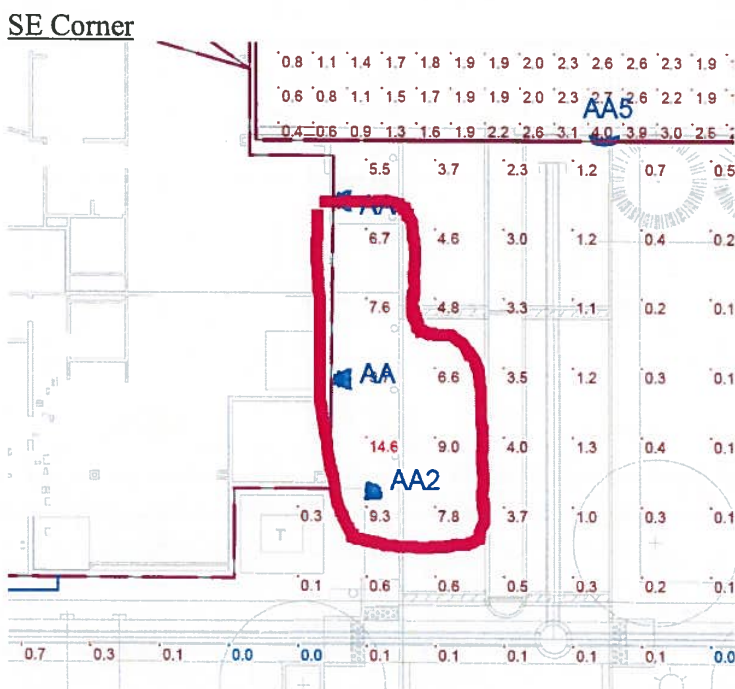 SE Corner
0.8 1.1 1.4 1.7 1.8 1.9 1.9 2.0 2.3 2.6 2.6 2.3 1.9
0.6 0.8 1.1 1.5 1.7 1.9 1.9 2.0 2.3 2.7 2.6 2.2 1.9
AA5
0.4 0.6 0.9 1.3 1.6 1.9 2.2 2.6 3.1 4.0 3.9 3.0 2.5
5.5 3.7 2.3 1.2 0.7 0.5
AA
6.7 4.6 3.0 1.2 0.4 0.2
7.6 4.8 3.3 1.1 0.2 0.1
AA 6.6 3.5 1.2 0.3 0.1
14.6 9.0 4.0 1.3 0.4 0.1
AA2
0.3 9.3 7.8 3.7 1.0 0.3 0.1
T
0.1 0.6 0.6 0.5 0.3 0.2 0.1
0.7 0.3 0.1 0.0 0.0 0.1 0.1 0.1 0.1 0.1 0.0